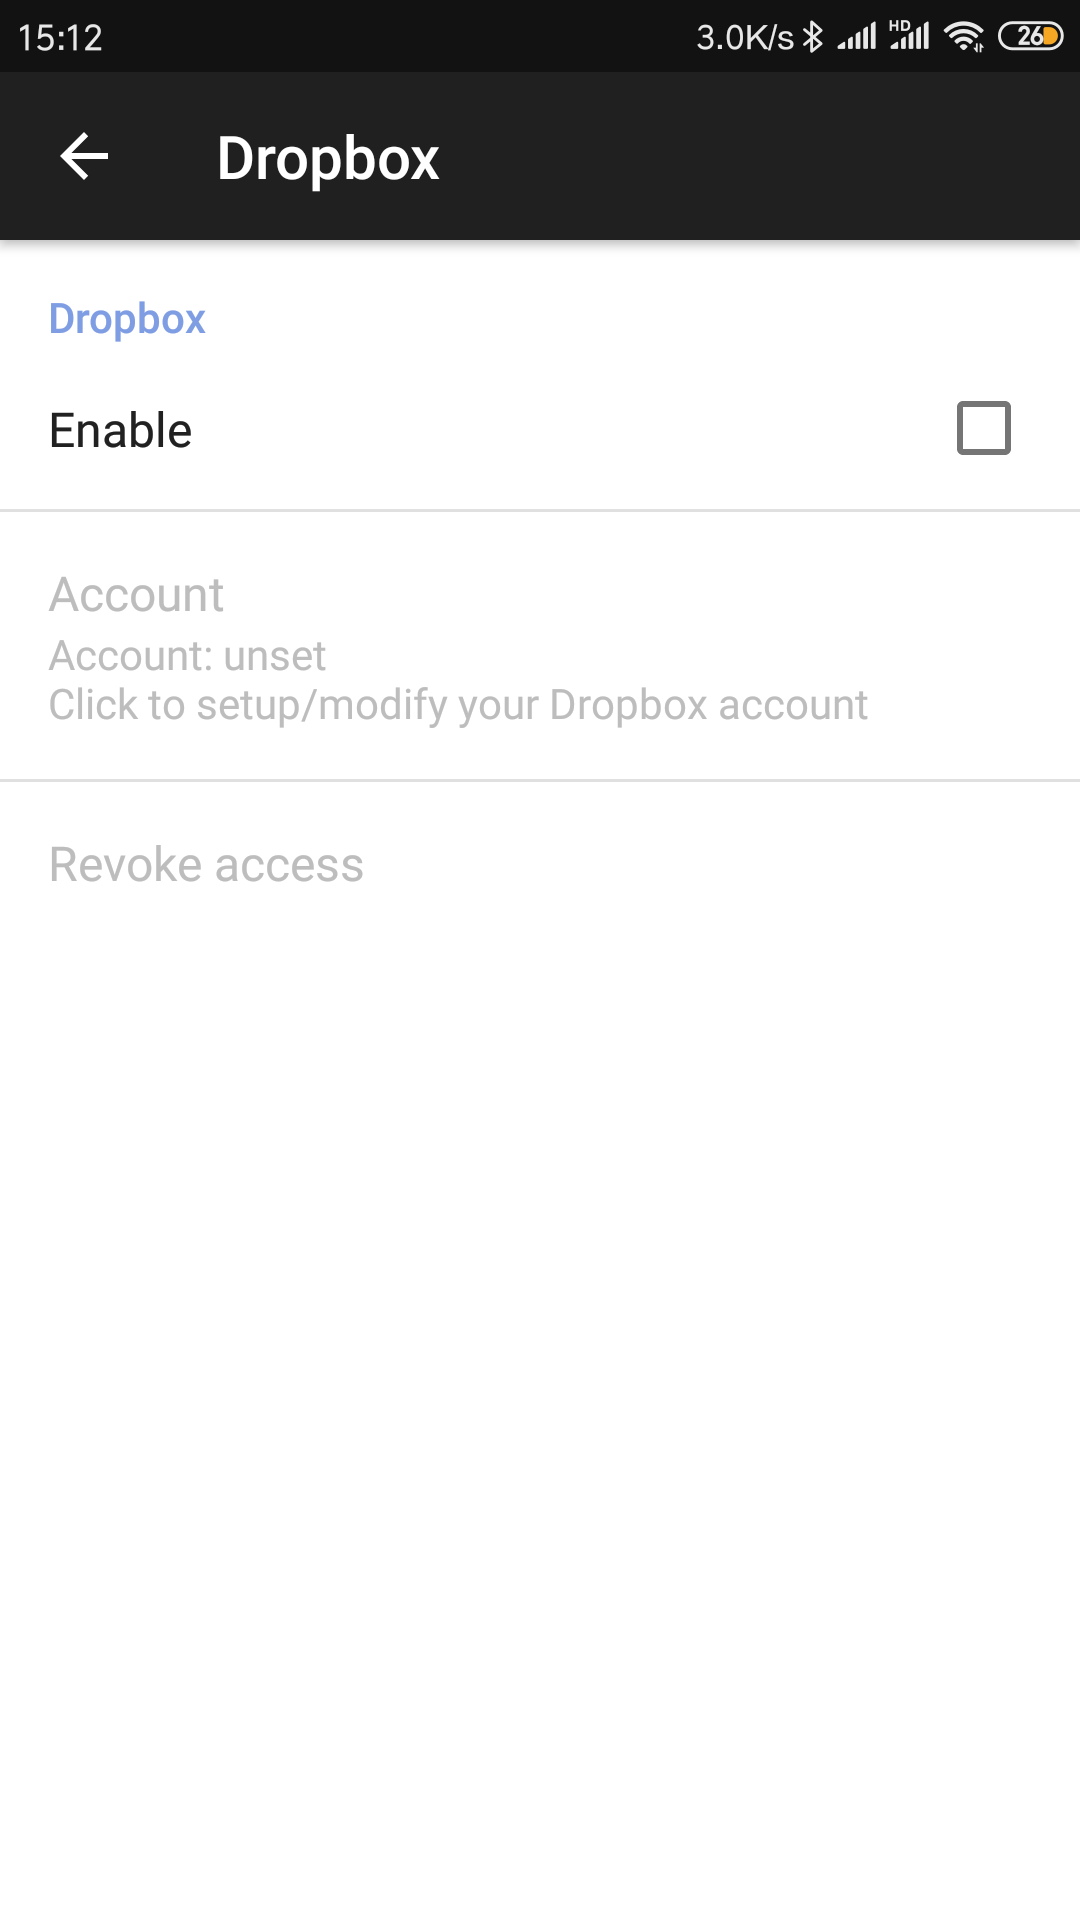 15:12 3.0K/s HD 26
Dropbox
Dropbox
Enable
Account
Account: unset
Click to setup/modify your Dropbox account
Revoke access